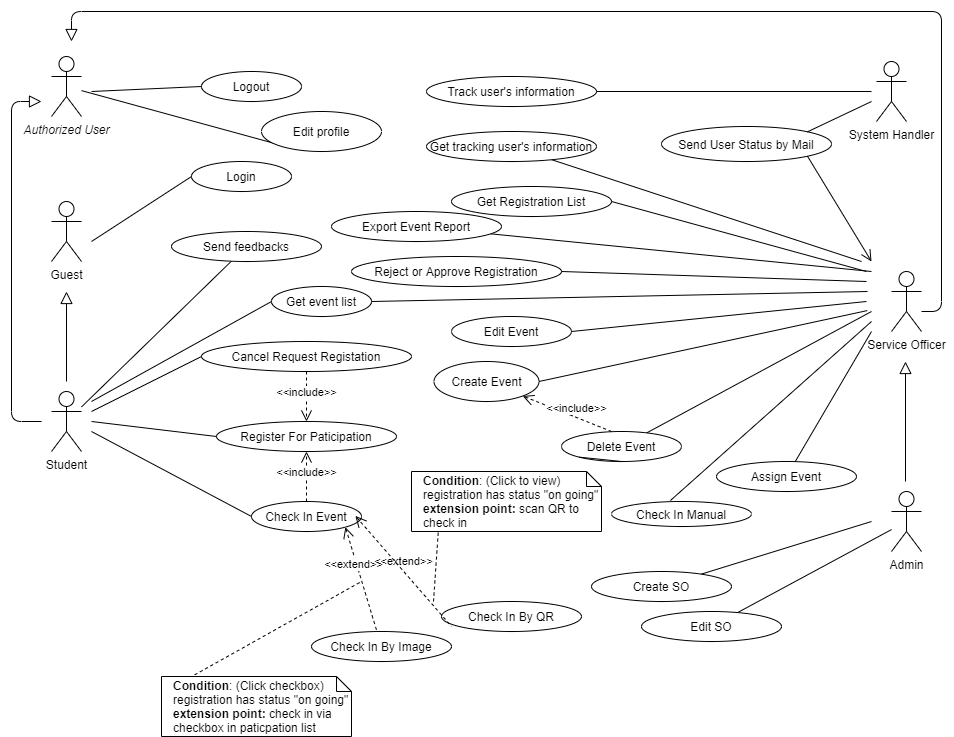 Logout
Track user's information
Authorized User
Edit profile
System Handler
Get tracking user's information
Send User Status by Mail
Login
Get Registration List
Export Event Report
Send feedbacks
Guest
Reject or Approve Registration
Get event list
Edit Event
Service Officer
Cancel Request Registation
Create Event
<<include>>
<<include>>
Register For Paticipation
Delete Event
Student
<<include>>
Assign Event
Condition: (Click to view)
registration has status "on going"
extension point: scan QR to
check in
Check In Event
Check In Manual
<<extend>>
<<extend>>
Admin
Create SO
Check In By QR
Edit SO
Check In By Image
Condition: (Click checkbox)
registration has status "on going"
extension point: check in via
checkbox in paticpation list